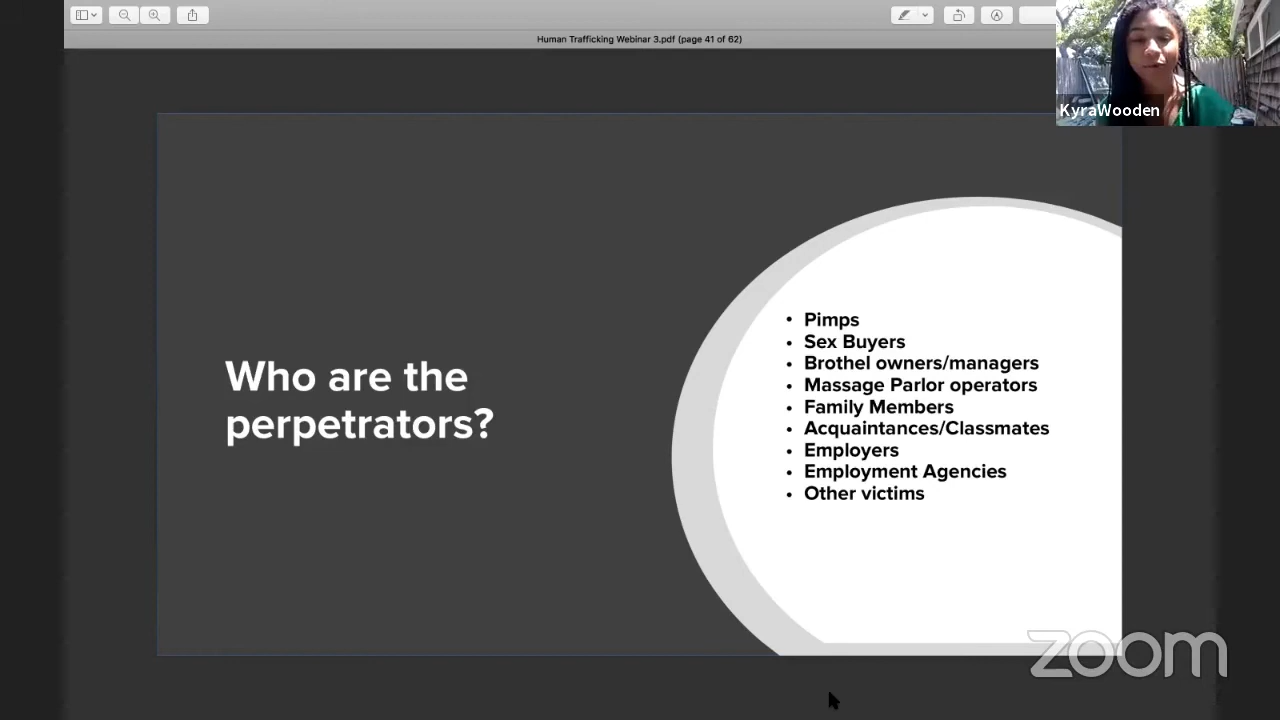 Human Trafficking Webinar 3.pdf (page 41 of 62)
KyraWooden
Who are the
perpetrators?
• Pimps
• Sex Buyers
• Brothel owners/managers
• Massage Parlor operators
• Family Members
• Acquaintances/Classmates
• Employers
• Employment Agencies
• Other victims
zoom